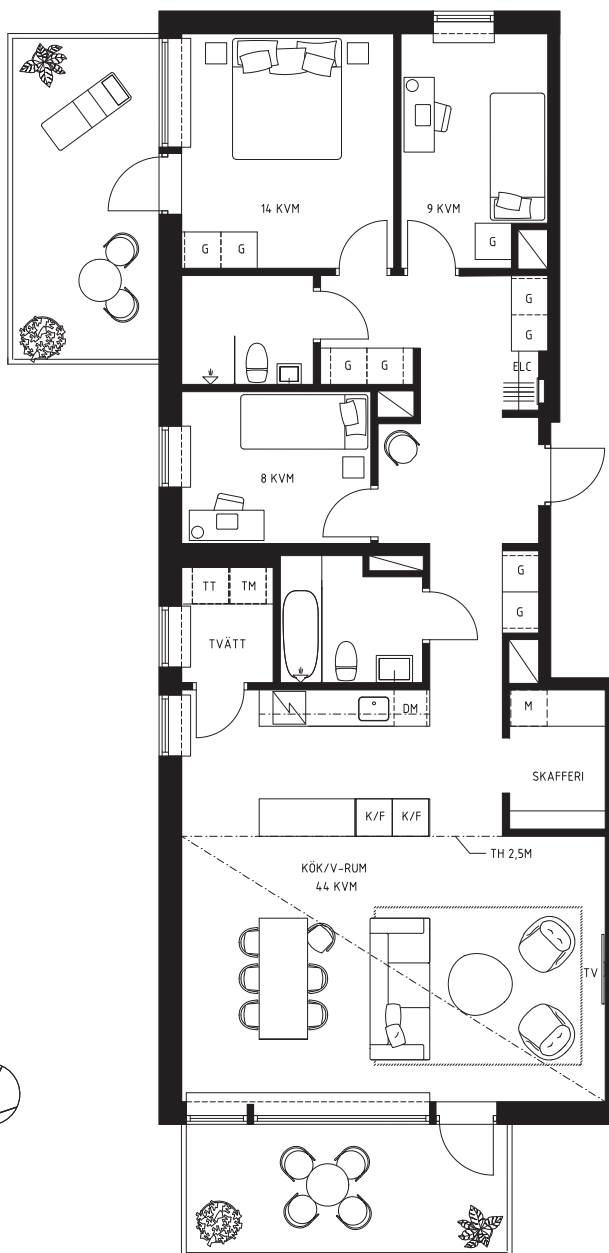 14 KVM
9 KVM
G G
G
G
G
G G
ELC
8 KVM
G
TT TM
G
TVÄTT
DM
M
SKAFFERI
K/F K/F
TH 2,5M
KÖK/V-RUM
44 KVM
TV